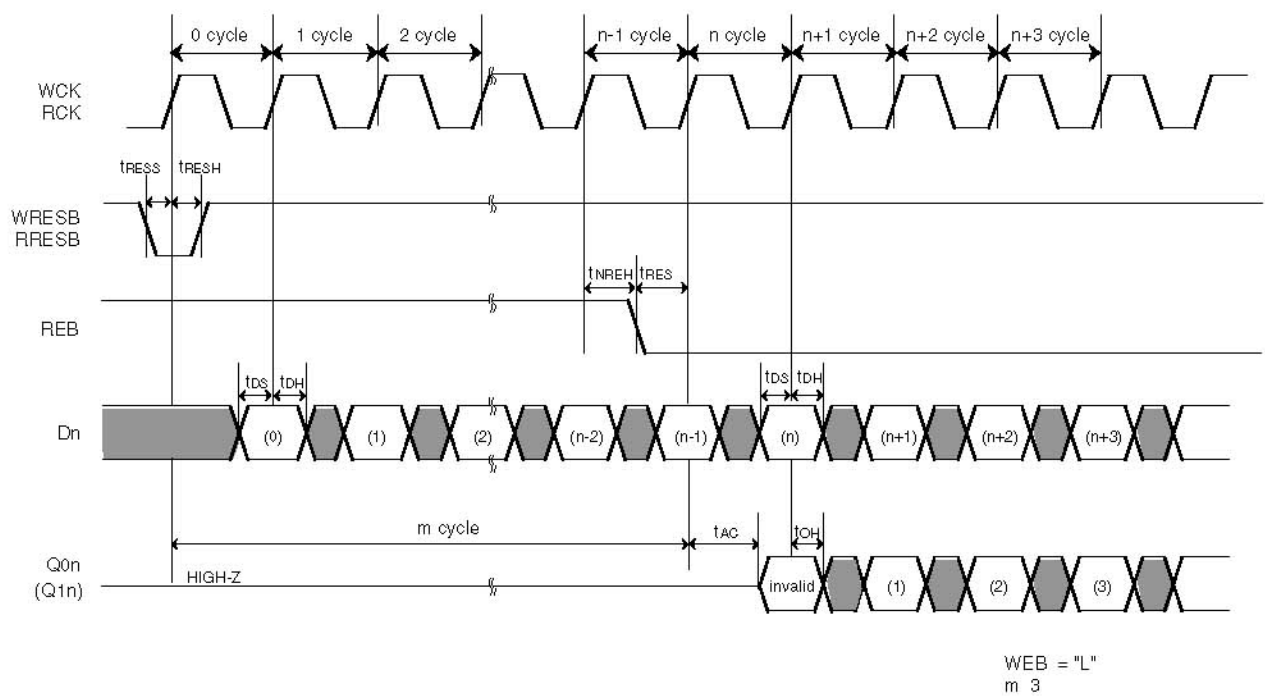 0 cycle 1 cycle 2 cycle n-1 cycle n cycle n+1 cycle n+2 cycle n+3 cycle
WCK
RCK
tRESS tRESH
WRESB
RRESB
tNREH tRES
REB
tDS tDH tDS tDH
Dn (0) (1) (2) (n-2) (n-1) (n) (n+1) (n+2) (n+3)
m cycle tAC tOH
Q0n
(Q1n) HIGH-Z invalid (1) (2) (3)
WEB = "L"
m 3